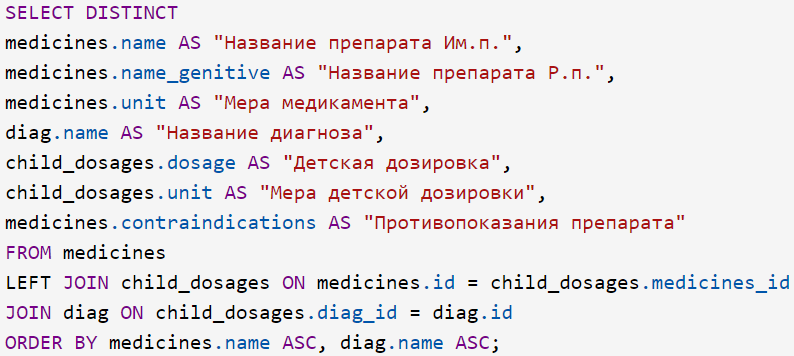 SELECT DISTINCT
medicines.name AS "Название препарата Им.п.",
medicines.name_genitive AS "Название препарата Р.п.",
medicines.unit AS "Мера медикамента",
diag.name AS "Название диагноза",
child_dosages.dosage AS "Детская дозировка",
child_dosages.unit AS "Мера детской дозировки",
medicines.contraindications AS "Противопоказания препарата"
FROM medicines
LEFT JOIN child_dosages ON medicines.id = child_dosages.medicines_id
JOIN diag ON child_dosages.diag_id = diag.id
ORDER BY medicines.name ASC, diag.name ASC;